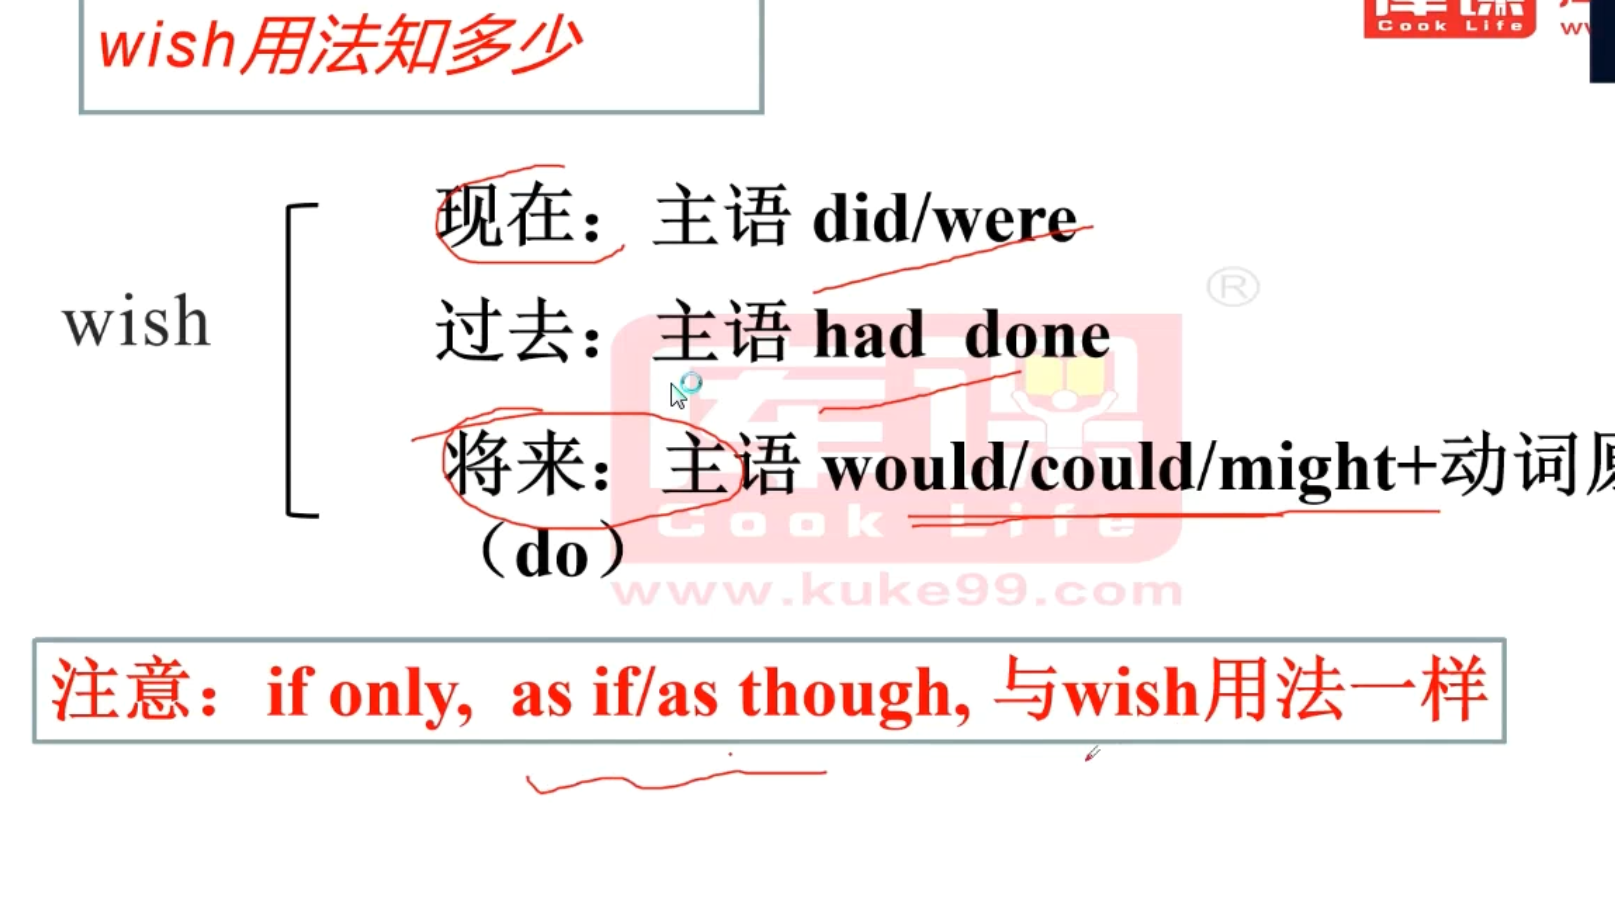 wish用法知多少
Cook Life
现在：主语 did/were
wish
过去：主语 had done
将来：主语 would/could/might+动词
（do）
库课
Cook Life
www.kuke99.com
®
注意：if only, as if/as though, 与wish用法一样